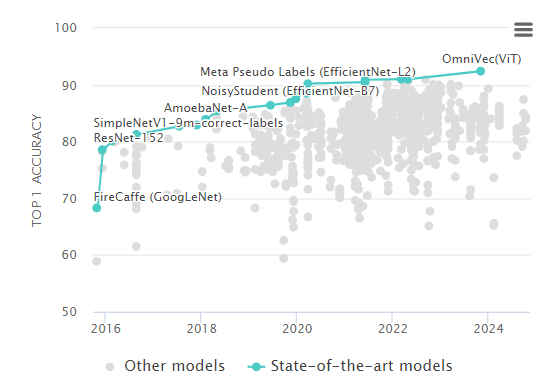 100
OmniVec(ViT)
Meta Pseudo Labels (EfficientNet-L2)
90
NoisyStudent (EfficientNet-B7)
AmoebaNet-A
SimpleNetV1-9m-correct-labels
80
ResNet-152
TOP 1 ACCURACY
70
FireCaffe (GoogLeNet)
60
50
2016 2018 2020 2022 2024
Other models State-of-the-art models